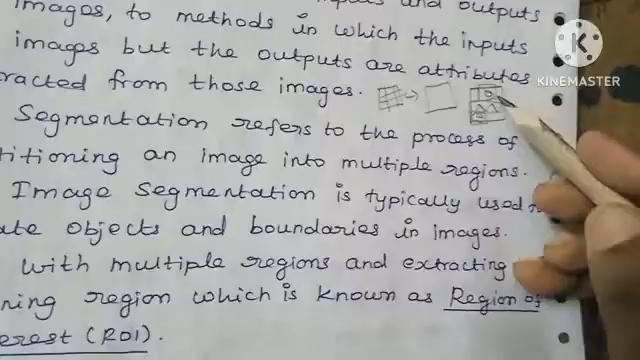 images, to methods in which the inputs
images but the outputs are attributes
racted from those images.
KINEMASTER
Segmentation refers to the process of
titioning an image into multiple regions.
Image Segmentation is typically used
ate objects and boundaries in images.
with multiple regions and extracting
ning region which is known as Region of
erest (ROI).